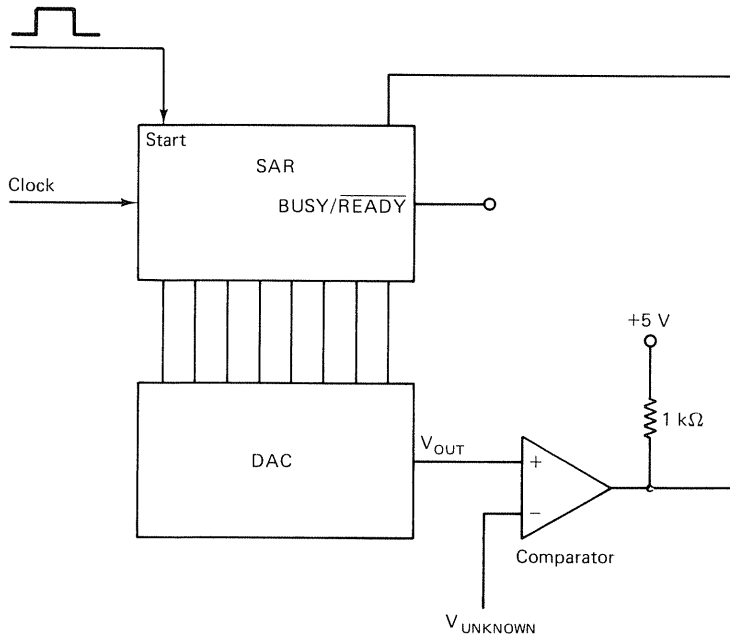 Start
SAR
Clock
BUSY/READY
+5 V
1 kΩ
DAC
V_OUT
+
−
Comparator
V_UNKNOWN